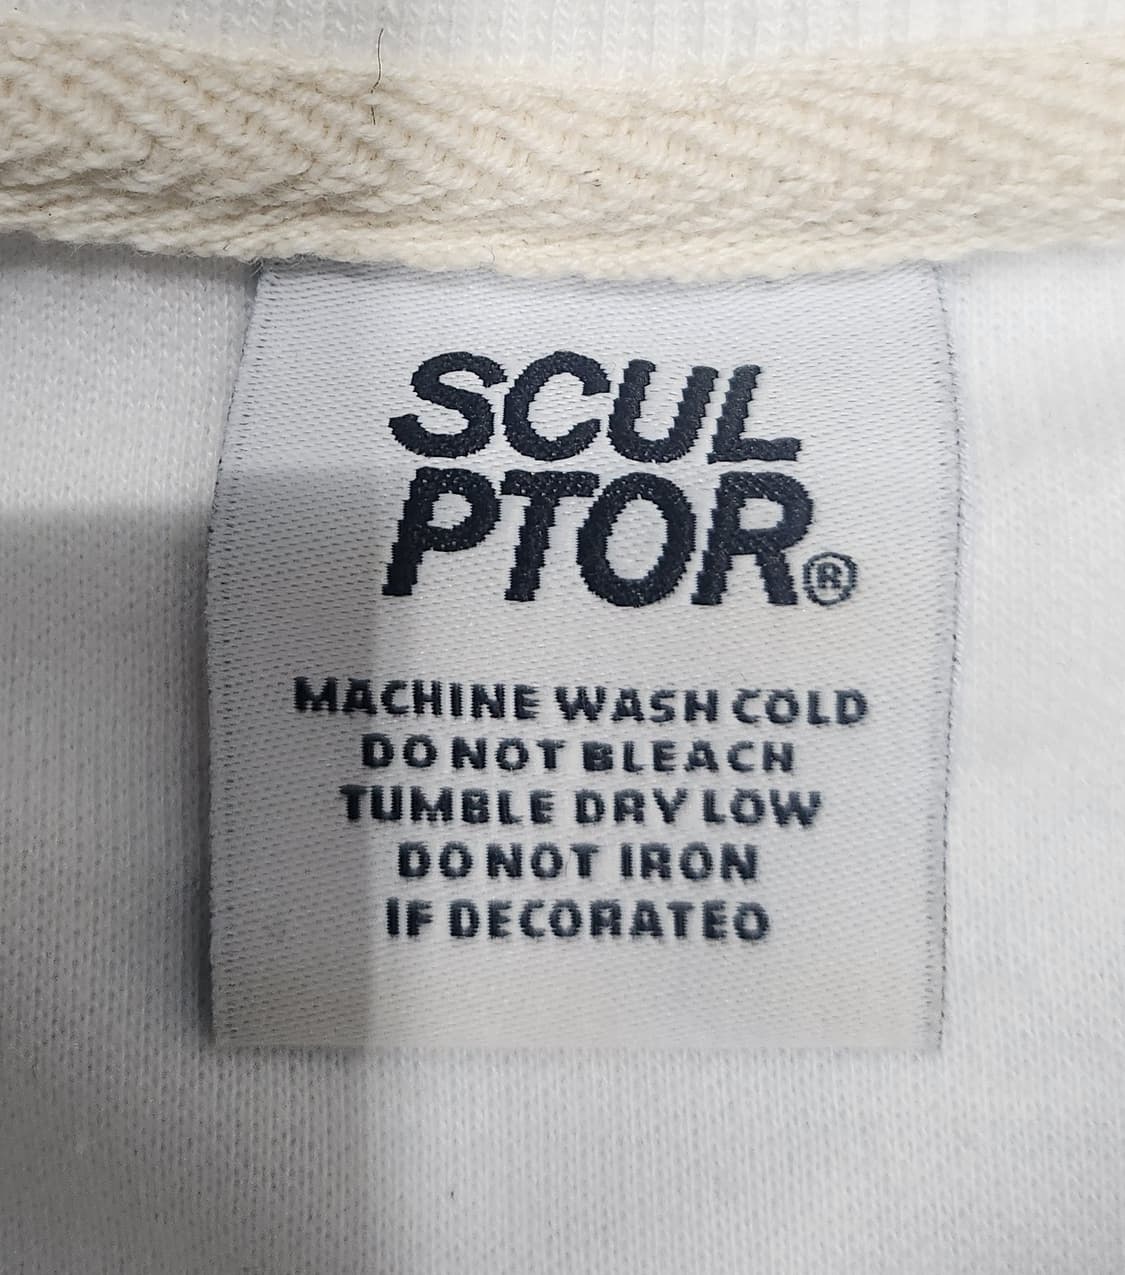 SCUL
PTOR®
MACHINE WASH COLD
DO NOT BLEACH
TUMBLE DRY LOW
DO NOT IRON
IF DECORATED